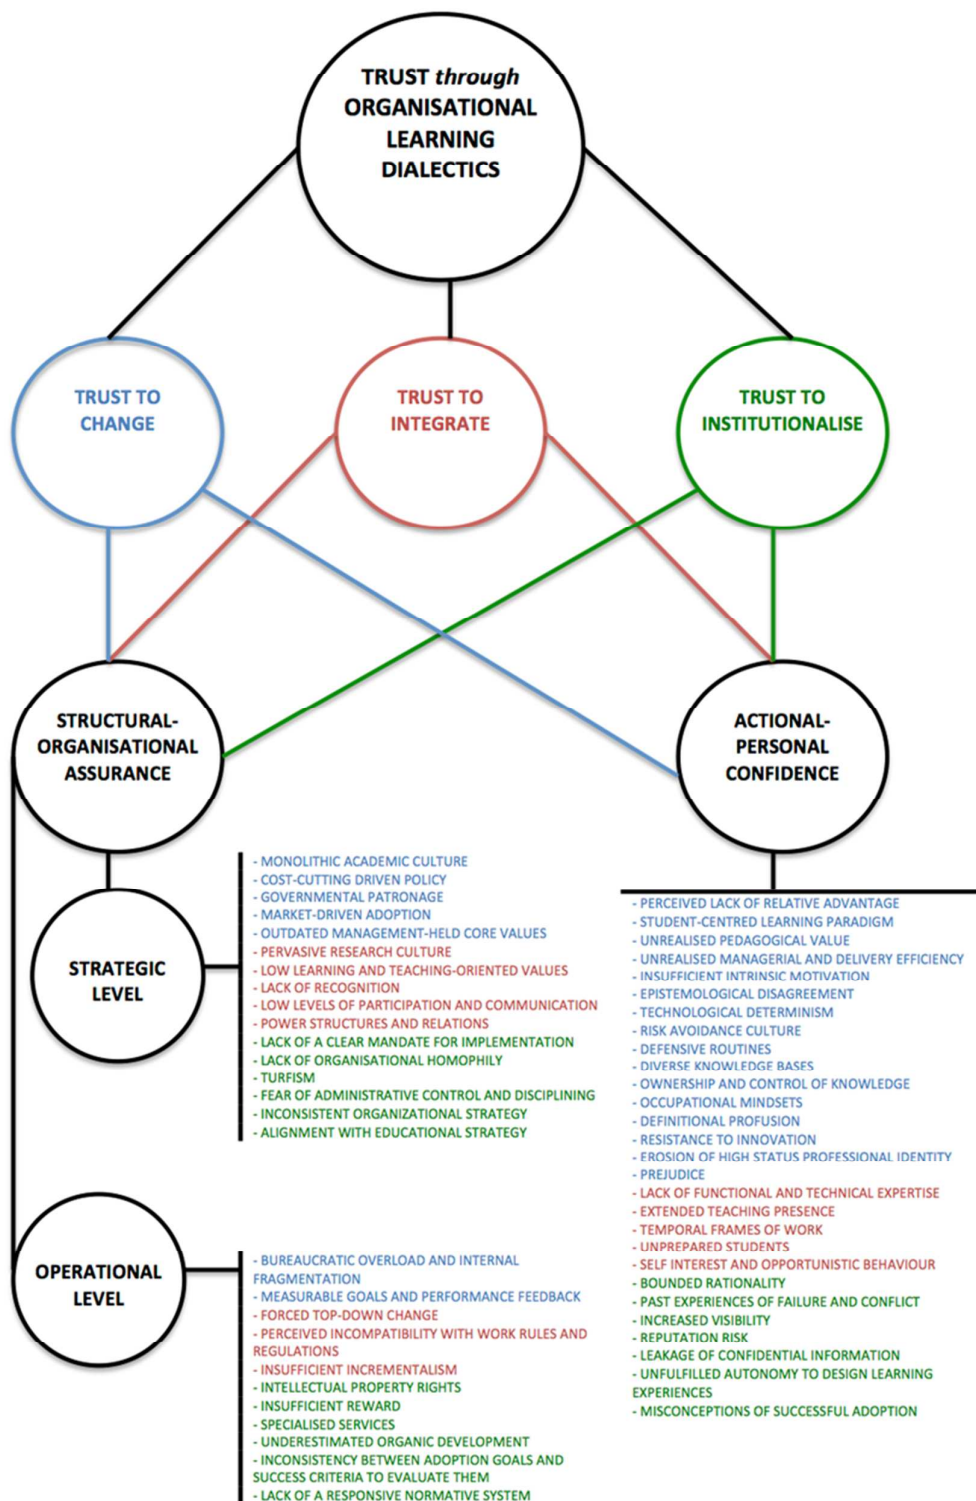 TRUST through
ORGANISATIONAL
LEARNING
DIALECTICS
TRUST TO
CHANGE
TRUST TO
INTEGRATE
TRUST TO
INSTITUTIONALISE
STRUCTURAL-
ORGANISATIONAL
ASSURANCE
ACTIONAL-
PERSONAL
CONFIDENCE
STRATEGIC
LEVEL
- MONOLITHIC ACADEMIC CULTURE
- COST-CUTTING DRIVEN POLICY
- GOVERNMENTAL PATRONAGE
- MARKET-DRIVEN ADOPTION
- OUTDATED MANAGEMENT-HELD CORE VALUES
- PERVASIVE RESEARCH CULTURE
- LOW LEARNING AND TEACHING-ORIENTED VALUES
- LACK OF RECOGNITION
- LOW LEVELS OF PARTICIPATION AND COMMUNICATION
- POWER STRUCTURES AND RELATIONS
- LACK OF A CLEAR MANDATE FOR IMPLEMENTATION
- LACK OF ORGANISATIONAL HOMOPHILY
- TURFISM
- FEAR OF ADMINISTRATIVE CONTROL AND DISCIPLINING
- INCONSISTENT ORGANIZATIONAL STRATEGY
- ALIGNMENT WITH EDUCATIONAL STRATEGY
OPERATIONAL
LEVEL
- BUREAUCRATIC OVERLOAD AND INTERNAL
FRAGMENTATION
- MEASURABLE GOALS AND PERFORMANCE FEEDBACK
- FORCED TOP-DOWN CHANGE
- PERCEIVED INCOMPATIBILITY WITH WORK RULES AND
REGULATIONS
- INSUFFICIENT INCREMENTALISM
- INTELLECTUAL PROPERTY RIGHTS
- INSUFFICIENT REWARD
- SPECIALISED SERVICES
- UNDERESTIMATED ORGANIC DEVELOPMENT
- INCONSISTENCY BETWEEN ADOPTION GOALS AND
SUCCESS CRITERIA TO EVALUATE THEM
- LACK OF A RESPONSIVE NORMATIVE SYSTEM
- PERCEIVED LACK OF RELATIVE ADVANTAGE
- STUDENT-CENTRED LEARNING PARADIGM
- UNREALISED PEDAGOGICAL VALUE
- UNREALISED MANAGERIAL AND DELIVERY EFFICIENCY
- INSUFFICIENT INTRINSIC MOTIVATION
- EPISTEMOLOGICAL DISAGREEMENT
- TECHNOLOGICAL DETERMINISM
- RISK AVOIDANCE CULTURE
- DEFENSIVE ROUTINES
- DIVERSE KNOWLEDGE BASES
- OWNERSHIP AND CONTROL OF KNOWLEDGE
- OCCUPATIONAL MINDSETS
- DEFINITIONAL PROFUSION
- RESISTANCE TO INNOVATION
- EROSION OF HIGH STATUS PROFESSIONAL IDENTITY
- PREJUDICE
- LACK OF FUNCTIONAL AND TECHNICAL EXPERTISE
- EXTENDED TEACHING PRESENCE
- TEMPORAL FRAMES OF WORK
- UNPREPARED STUDENTS
- SELF INTEREST AND OPPORTUNISTIC BEHAVIOUR
- BOUNDED RATIONALITY
- PAST EXPERIENCES OF FAILURE AND CONFLICT
- INCREASED VISIBILITY
- REPUTATION RISK
- LEAKAGE OF CONFIDENTIAL INFORMATION
- UNFULFILLED AUTONOMY TO DESIGN LEARNING
EXPERIENCES
- MISCONCEPTIONS OF SUCCESSFUL ADOPTION